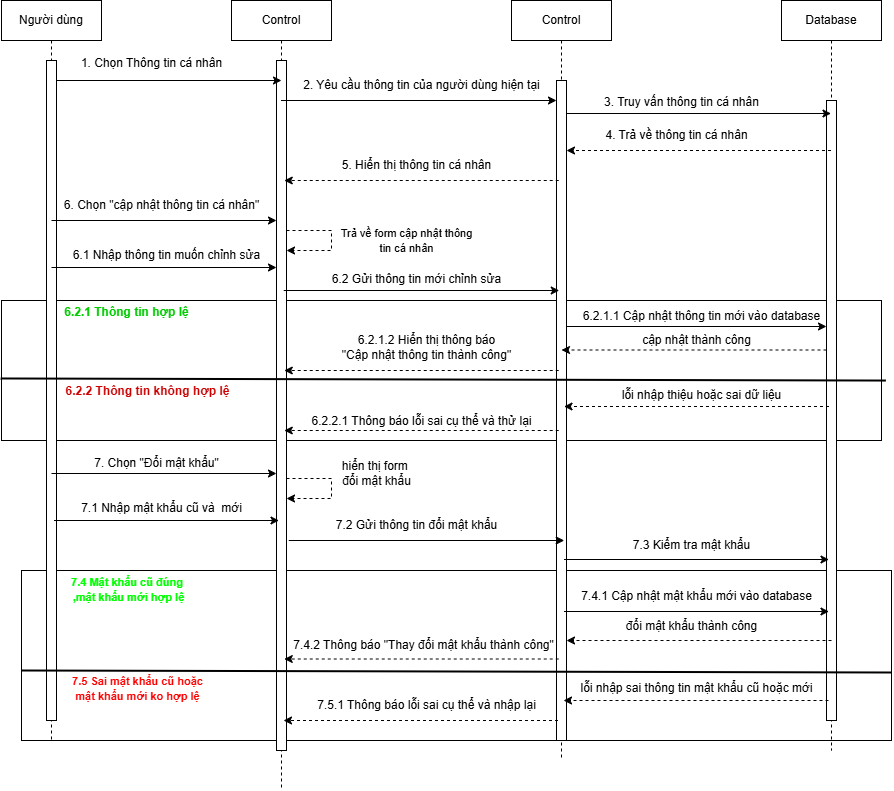 Người dùng
Control
Control
Database
1. Chọn Thông tin cá nhân
2. Yêu cầu thông tin của người dùng hiện tại
3. Truy vấn thông tin cá nhân
4. Trả về thông tin cá nhân
5. Hiển thị thông tin cá nhân
6. Chọn "cập nhật thông tin cá nhân"
Trả về form cập nhật thông
tin cá nhân
6.1 Nhập thông tin muốn chỉnh sửa
6.2 Gửi thông tin mới chỉnh sửa
6.2.1 Thông tin hợp lệ
6.2.1.1 Cập nhật thông tin mới vào database
cập nhật thành công
6.2.1.2 Hiển thị thông báo
"Cập nhật thông tin thành công"
6.2.2 Thông tin không hợp lệ
lỗi nhập thiệu hoặc sai dữ liệu
6.2.2.1 Thông báo lỗi sai cụ thể và thử lại
7. Chọn "Đổi mật khẩu"
hiển thị form
đổi mật khẩu
7.1 Nhập mật khẩu cũ và mới
7.2 Gửi thông tin đổi mật khẩu
7.3 Kiểm tra mật khẩu
7.4 Mật khẩu cũ đúng
,mật khẩu mới hợp lệ
7.4.1 Cập nhật mật khẩu mới vào database
đổi mật khẩu thành công
7.4.2 Thông báo "Thay đổi mật khẩu thành công"
7.5 Sai mật khẩu cũ hoặc
mật khẩu mới ko hợp lệ
lỗi nhập sai thông tin mật khẩu cũ hoặc mới
7.5.1 Thông báo lỗi sai cụ thể và nhập lại